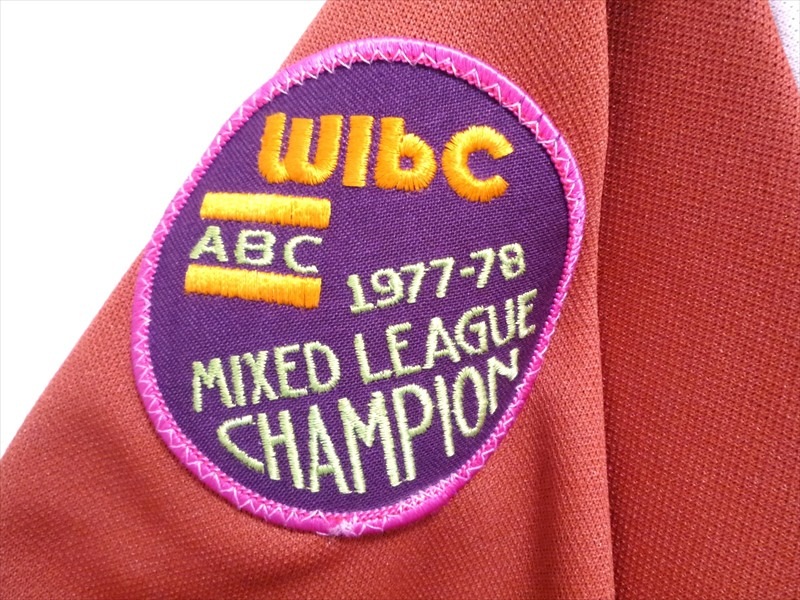 WIbC
ABC
1977-78
MIXED LEAGUE
CHAMPION